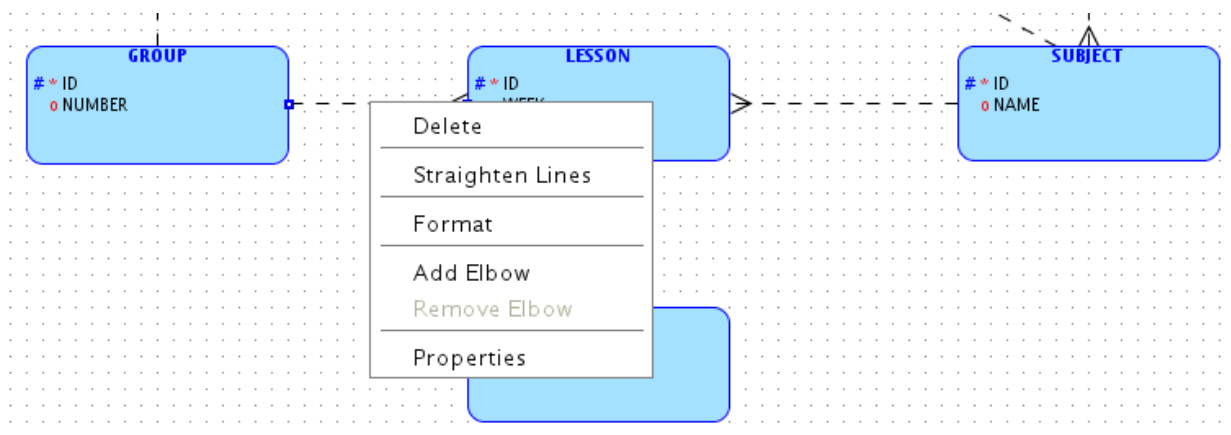 GROUP
# * ID
o NUMBER
LESSON
# * ID
SUBJECT
# * ID
o NAME
Delete
Straighten Lines
Format
Add Elbow
Remove Elbow
Properties